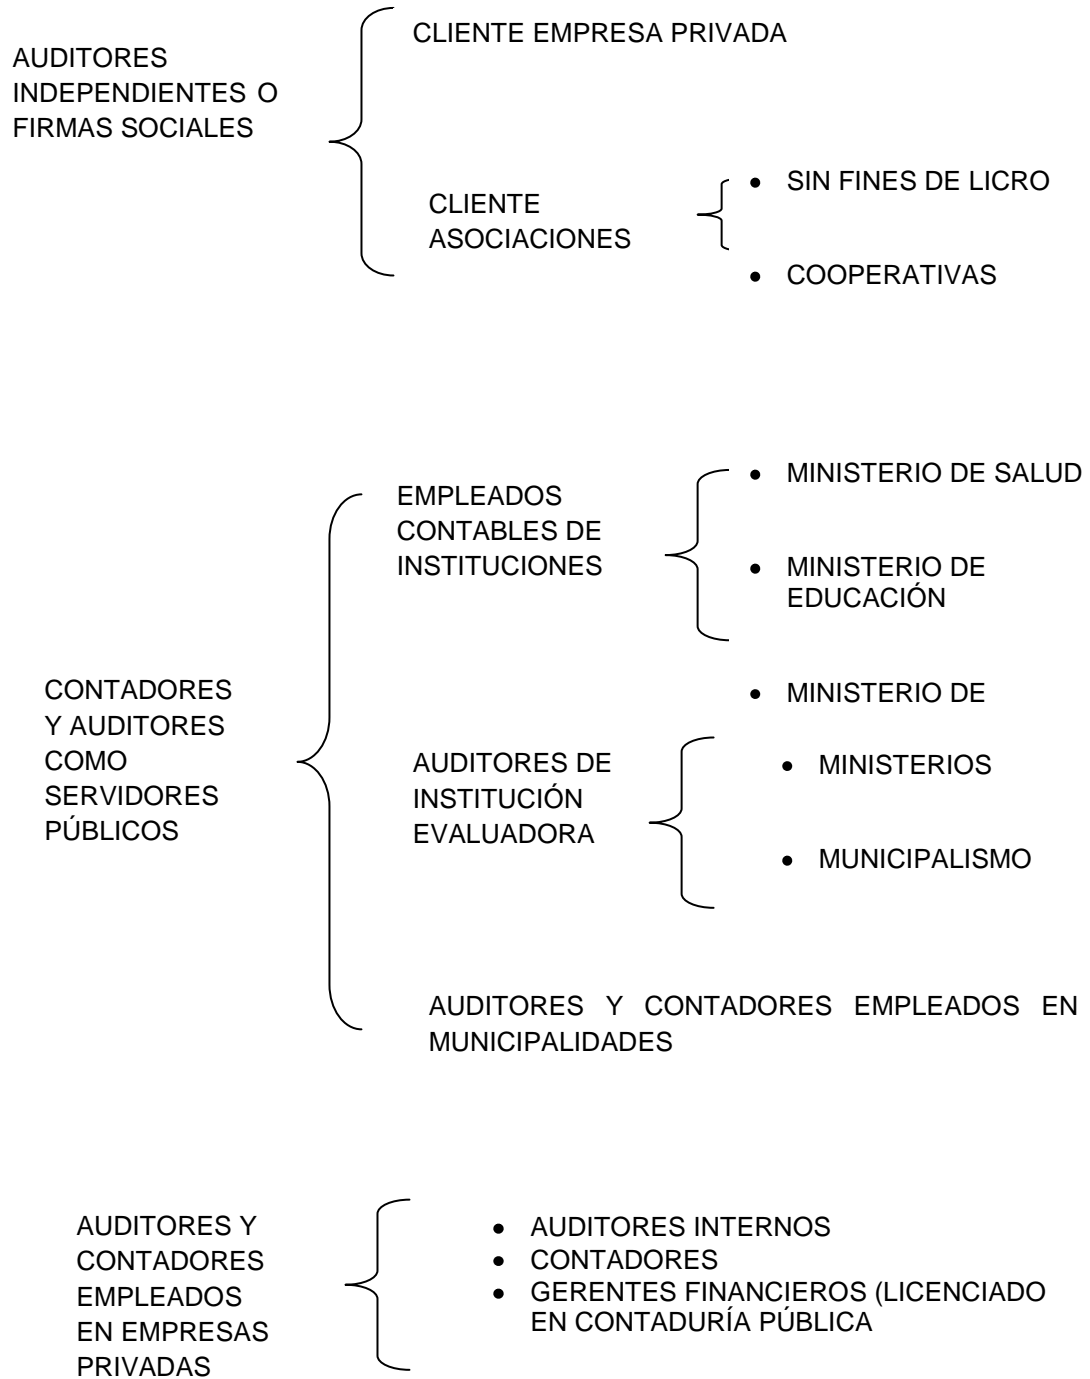 AUDITORES
INDEPENDIENTES O
FIRMAS SOCIALES
CLIENTE EMPRESA PRIVADA
CLIENTE
ASOCIACIONES
• SIN FINES DE LICRO
• COOPERATIVAS
CONTADORES
Y AUDITORES
COMO
SERVIDORES
PÚBLICOS
EMPLEADOS
CONTABLES DE
INSTITUCIONES
• MINISTERIO DE SALUD
• MINISTERIO DE
EDUCACIÓN
• MINISTERIO DE
AUDITORES DE
INSTITUCIÓN
EVALUADORA
• MINISTERIOS
• MUNICIPALISMO
AUDITORES Y CONTADORES EMPLEADOS EN
MUNICIPALIDADES
AUDITORES Y
CONTADORES
EMPLEADOS
EN EMPRESAS
PRIVADAS
• AUDITORES INTERNOS
• CONTADORES
• GERENTES FINANCIEROS (LICENCIADO
EN CONTADURÍA PÚBLICA